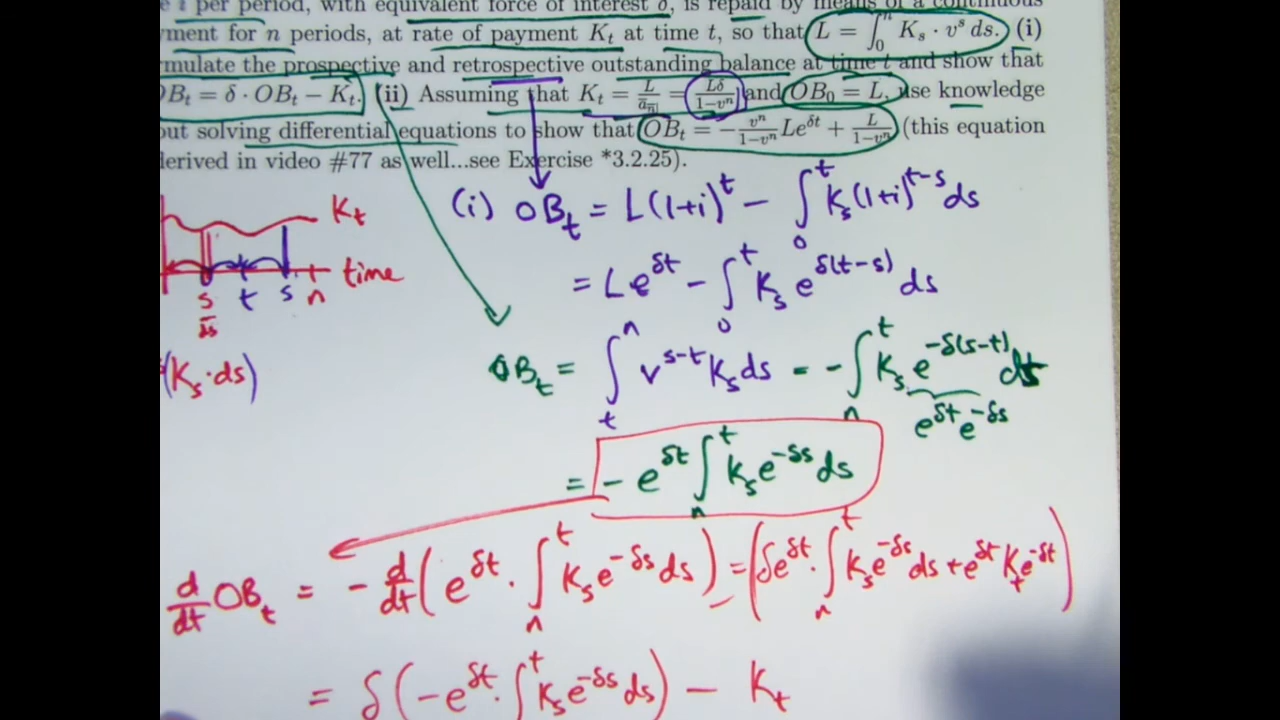 per period, with equivalent force of interest δ, is repaid by means of a continuous
ment for n periods, at rate of payment K_t at time t, so that L = ∫_0^n K_s · v^s ds. (i)
mulate the prospective and retrospective outstanding balance at time t and show that
OB_t = δ · OB_t − K_t. (ii) Assuming that K_t = L/ā_n̅| = Lδ/(1−v^n) and OB_0 = L, use knowledge
out solving differential equations to show that OB_t = −(v^n/(1−v^n)) Le^{δt} + L/(1−v^n) (this equation
derived in video #77 as well...see Exercise *3.2.25).
K_t
(i) OB_t = L(1+i)^t − ∫_0^t K_s(1+i)^{t−s} ds
time
s t s n
ds
= Le^{δt} − ∫_0^t K_s e^{δ(t−s)} ds
(K_s·ds)
OB_t = ∫_t^n v^{s−t} K_s ds = −∫_n^t K_s e^{−δ(s−t)} ds
e^{δt} e^{−δs}
= −e^{δt} ∫_n^t K_s e^{−δs} ds
d/dt OB_t = −d/dt (e^{δt} · ∫_n^t K_s e^{−δs} ds) = −(δe^{δt} · ∫_n^t K_s e^{−δs} ds + e^{δt} K_t e^{−δt})
= δ(−e^{δt} · ∫^t K_s e^{−δs} ds) − K_t